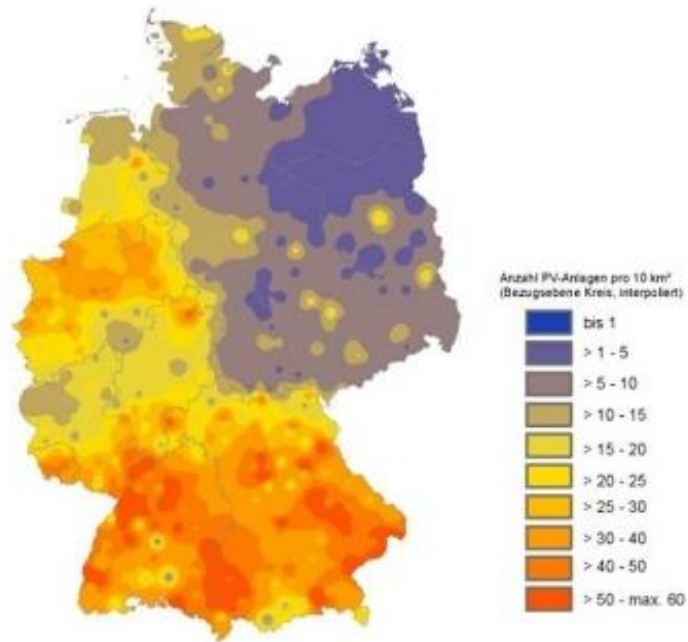 Anzahl PV-Anlagen pro 10 km²
(Bezugsebene Kreis, interpoliert)
bis 1
> 1 - 5
> 5 - 10
> 10 - 15
> 15 - 20
> 20 - 25
> 25 - 30
> 30 - 40
> 40 - 50
> 50 - max. 60